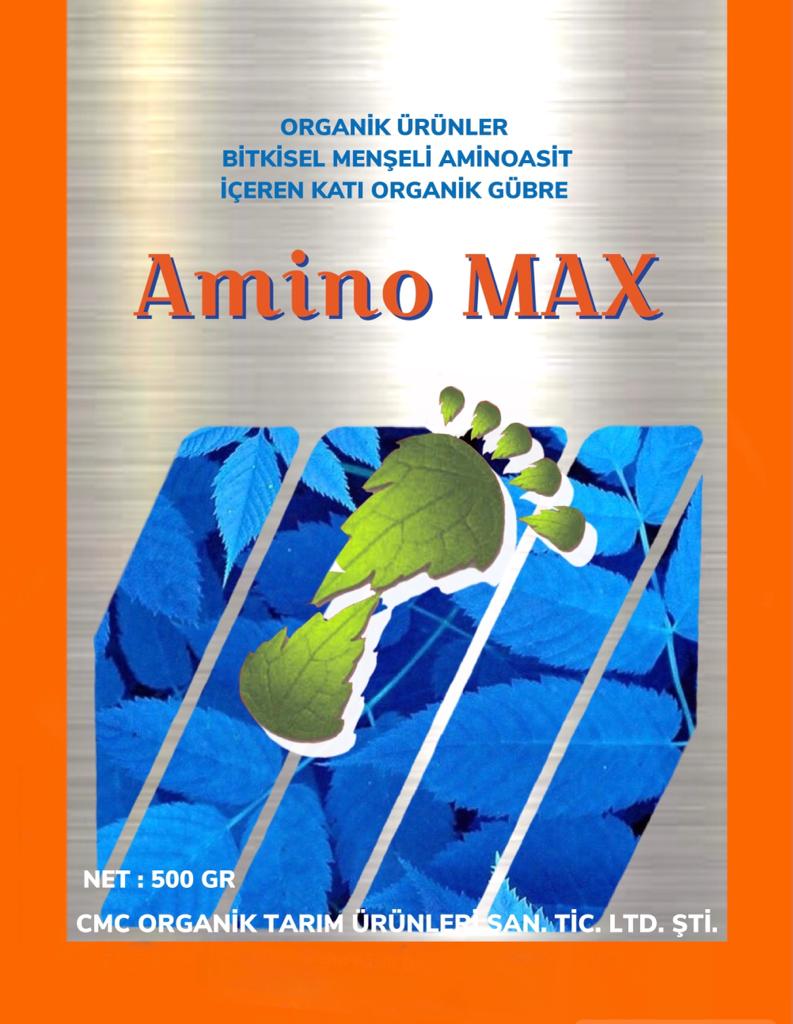 ORGANİK ÜRÜNLER
BİTKİSEL MENŞELİ AMİNOASİT
İÇEREN KATI ORGANİK GÜBRE
Amino MAX
NET : 500 GR
CMC ORGANİK TARIM ÜRÜNLERİ SAN. TİC. LTD. ŞTİ.